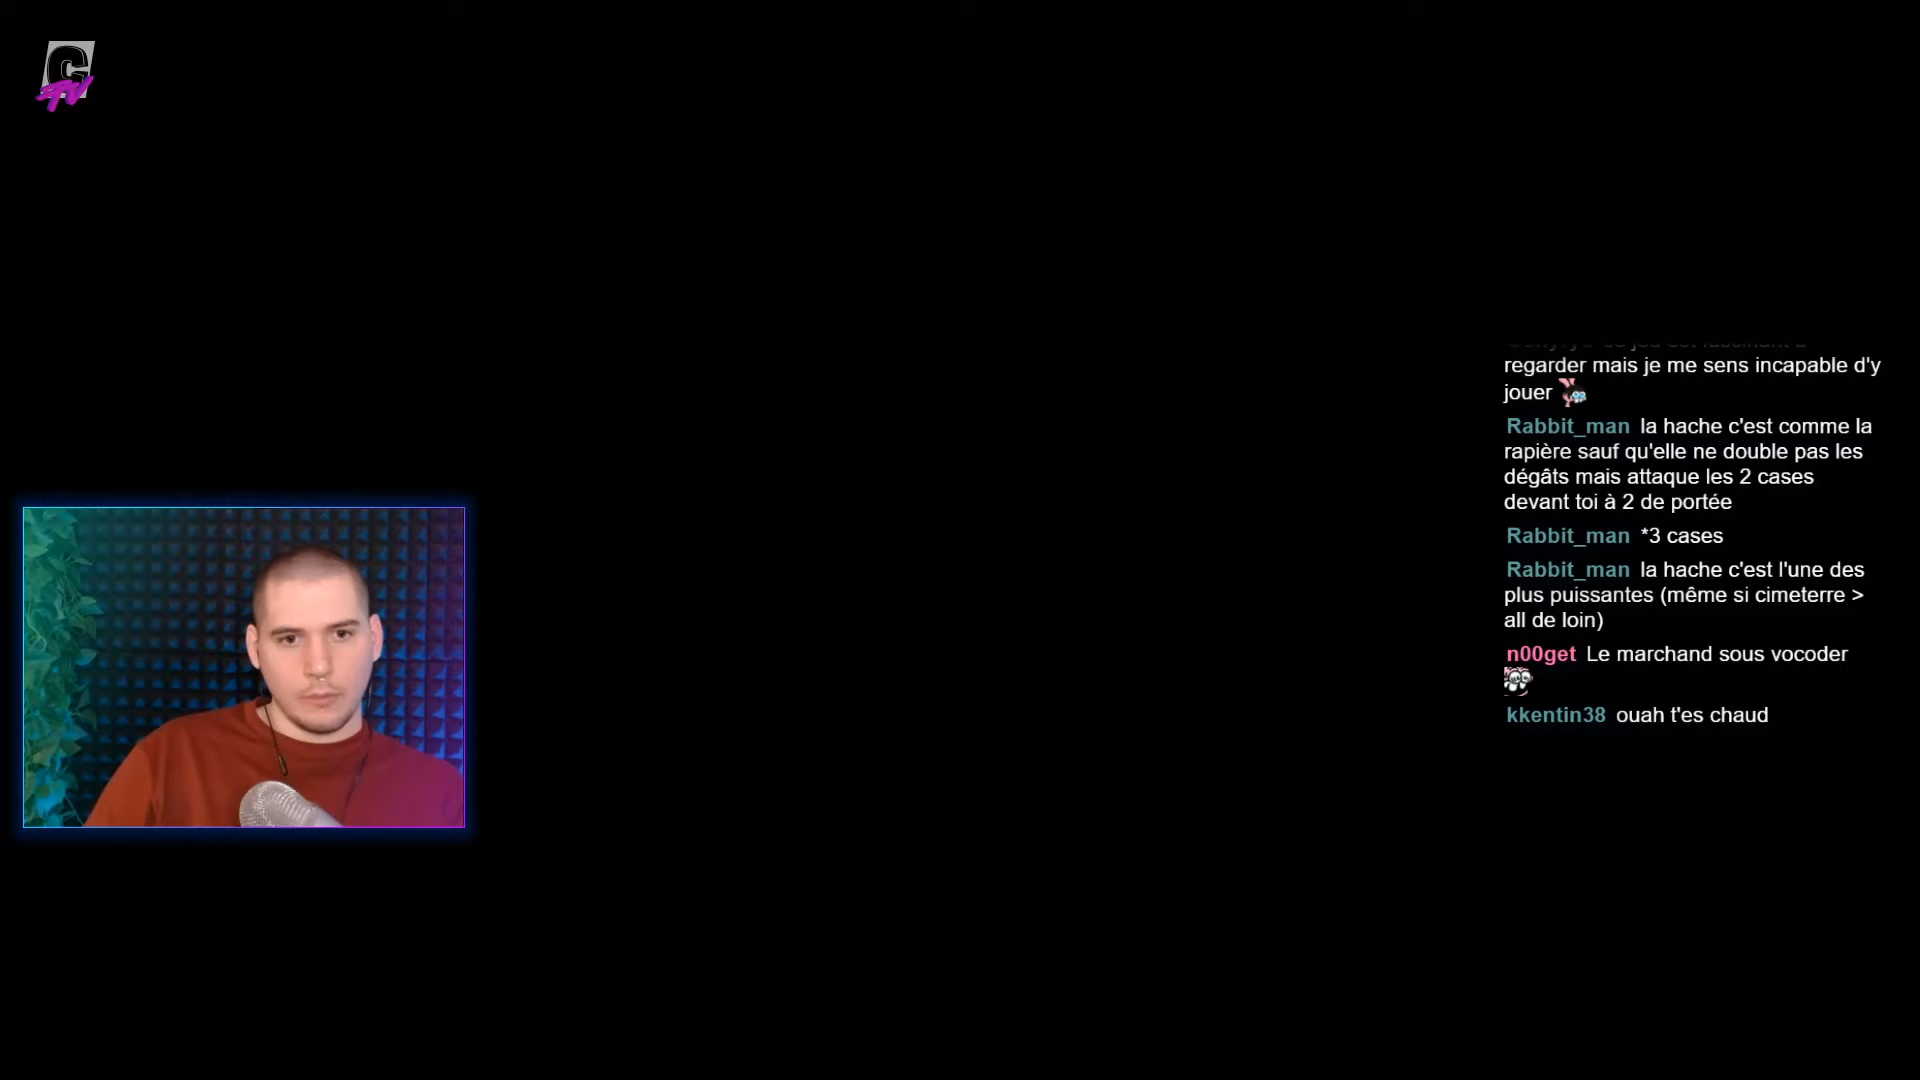 C
TV
regarder mais je me sens incapable d'y
jouer
Rabbit_man la hache c'est comme la
rapière sauf qu'elle ne double pas les
dégâts mais attaque les 2 cases
devant toi à 2 de portée
Rabbit_man *3 cases
Rabbit_man la hache c'est l'une des
plus puissantes (même si cimeterre >
all de loin)
n00get Le marchand sous vocoder
kkentin38 ouah t'es chaud